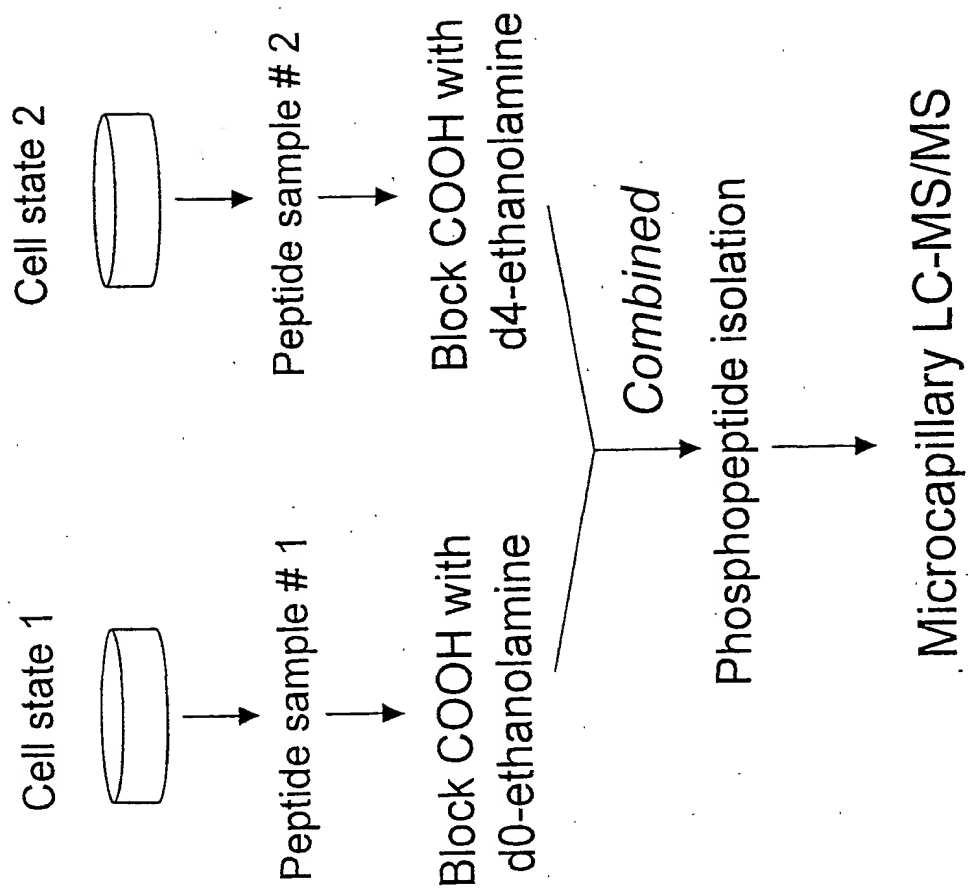 Cell state 1
Peptide sample # 1
Block COOH with
d0-ethanolamine
Cell state 2
Peptide sample # 2
Block COOH with
d4-ethanolamine
Combined
Phosphopeptide isolation
Microcapillary LC-MS/MS